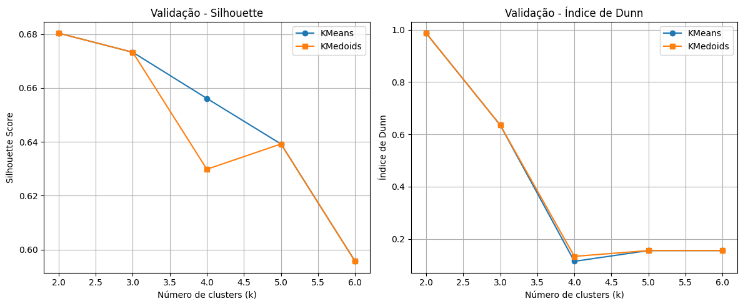 Validação - Silhouette
Silhouette Score
0.68
0.66
0.64
0.62
0.60
KMeans
KMedoids
2.0 2.5 3.0 3.5 4.0 4.5 5.0 5.5 6.0
Número de clusters (k)
Validação - Índice de Dunn
Índice de Dunn
1.0
0.8
0.6
0.4
0.2
KMeans
KMedoids
2.0 2.5 3.0 3.5 4.0 4.5 5.0 5.5 6.0
Número de clusters (k)